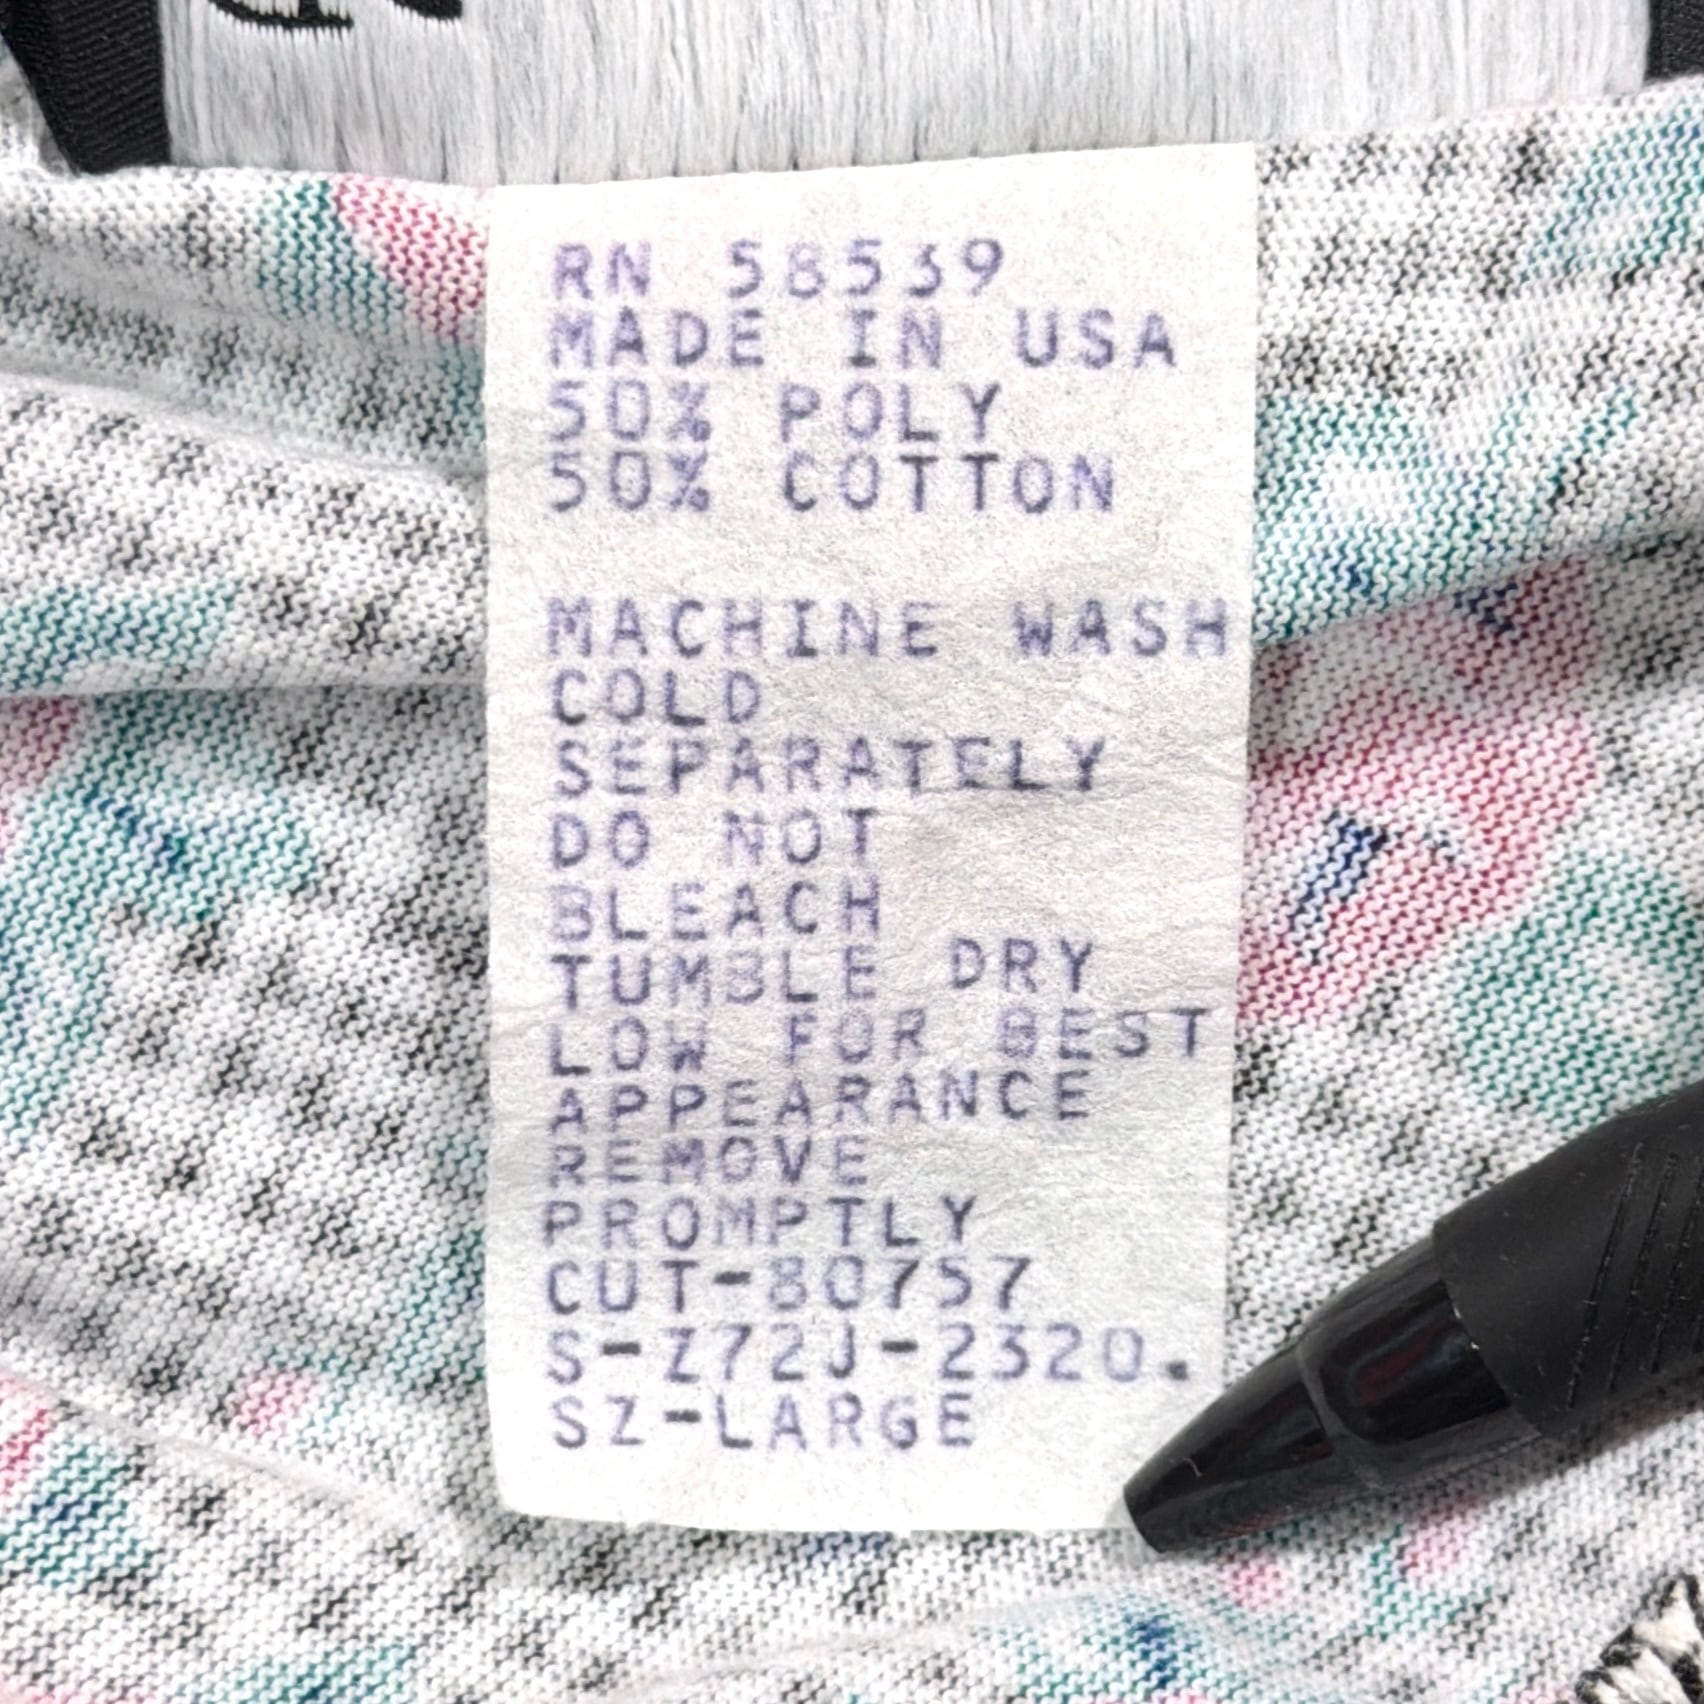 RN 58539
MADE IN USA
50% POLY
50% COTTON
MACHINE WASH
COLD
SEPARATELY
DO NOT
BLEACH
TUMBLE DRY
LOW FOR BEST
APPEARANCE
REMOVE
PROMPTLY
CUT-80757
S-Z72J-2320.
SZ-LARGE